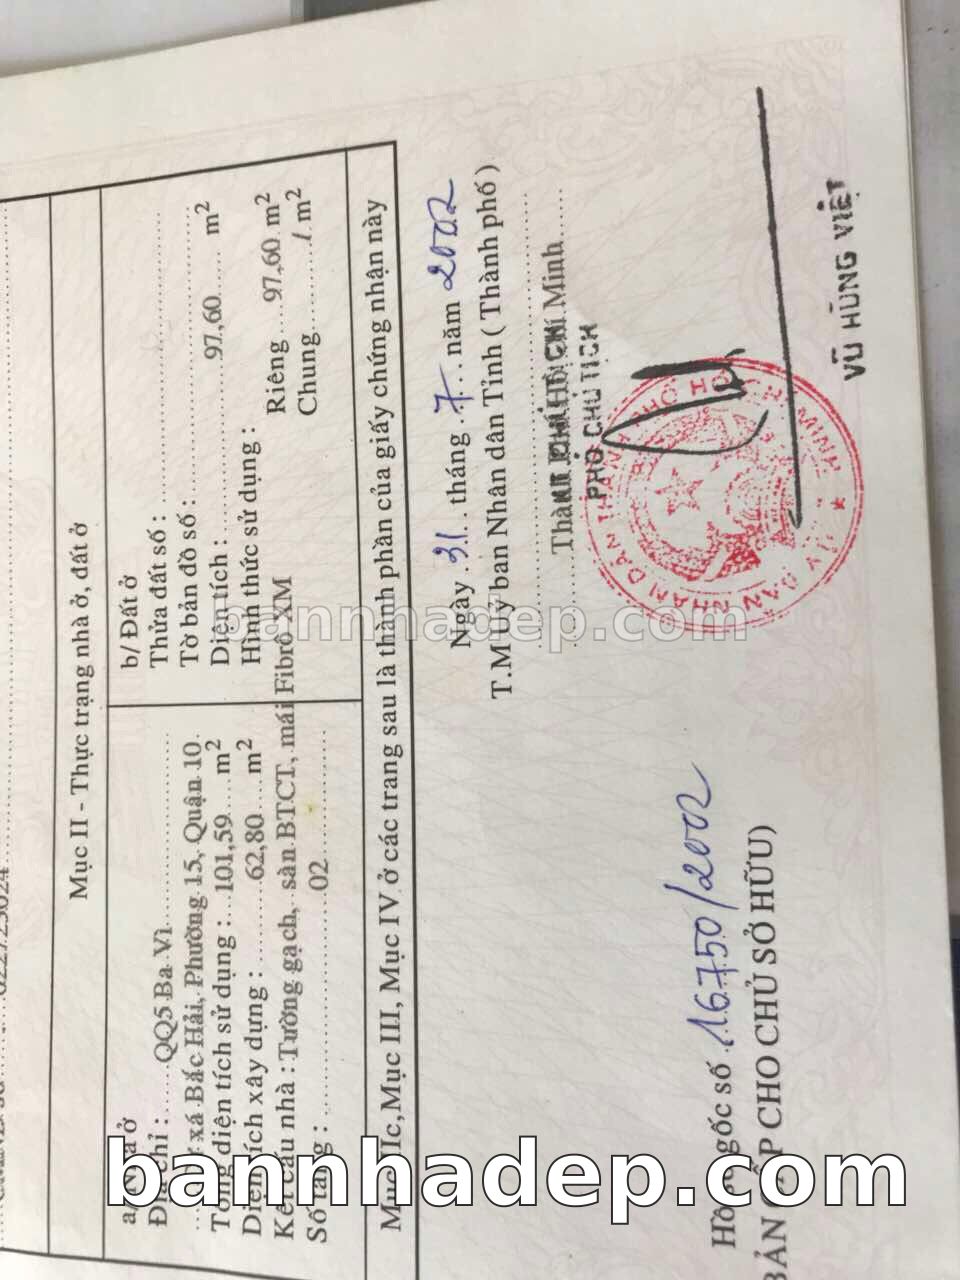 Mục II - Thực trạng nhà ở, đất ở
a/ Nhà ở
Địa chỉ : ......QQ5 Ba Vì
xá Bắc Hải, Phường 15, Quận 10.
Tổng diện tích sử dụng : ...101,59.... m2
Diện tích xây dựng : .........62,80.... m2
Kết cấu nhà : Tường gạch, sàn BTCT, mái Fibrô XM
Số tầng : ......02......
b/ Đất ở
Thửa đất số : ......
Tờ bản đồ số : ......
Diện tích : ......97,60...... m2
Hình thức sử dụng :
Riêng ....97,60 m2
Chung........./ m2
Mục IIc,Mục III, Mục IV ở các trang sau là thành phần của giấy chứng nhận này
Ngày .31. tháng .7... năm 2002
T.M Uỷ ban Nhân dân Tỉnh ( Thành phố )
Thành phố Hồ Chí Minh
PHÓ CHỦ TỊCH
VŨ HÙNG VIỆT
Hồ sơ gốc số .16750/2002
BẢN CẤP CHO CHỦ SỞ HỮU)
bannhadep.com
bannhadep.com